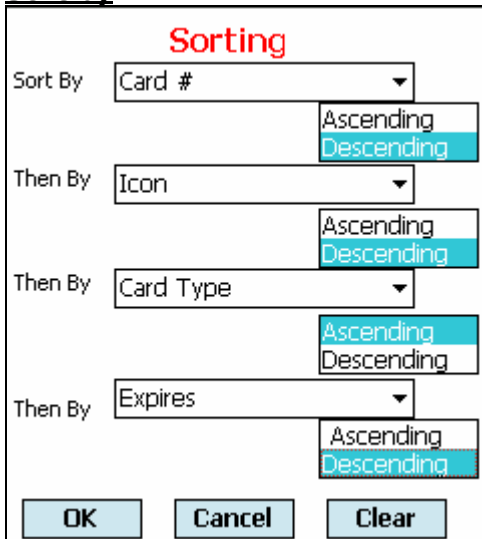 Sorting
Sort By Card #
Ascending
Descending
Then By Icon
Ascending
Descending
Then By Card Type
Ascending
Descending
Then By Expires
Ascending
Descending
OK Cancel Clear